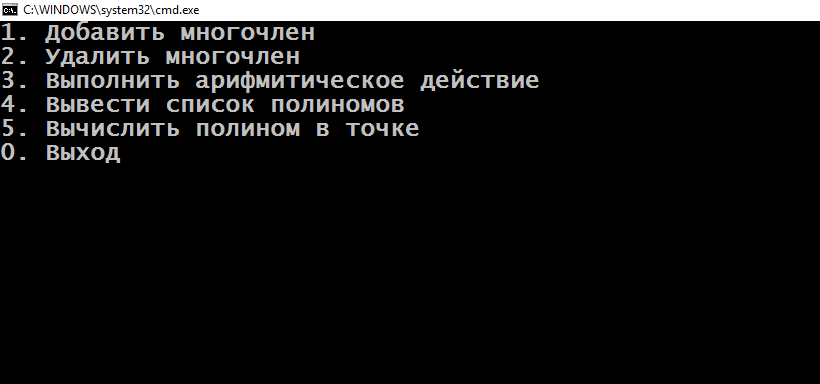 C:\WINDOWS\system32\cmd.exe
1. Добавить многочлен
2. Удалить многочлен
3. Выполнить арифмитическое действие
4. Вывести список полиномов
5. Вычислить полином в точке
0. Выход